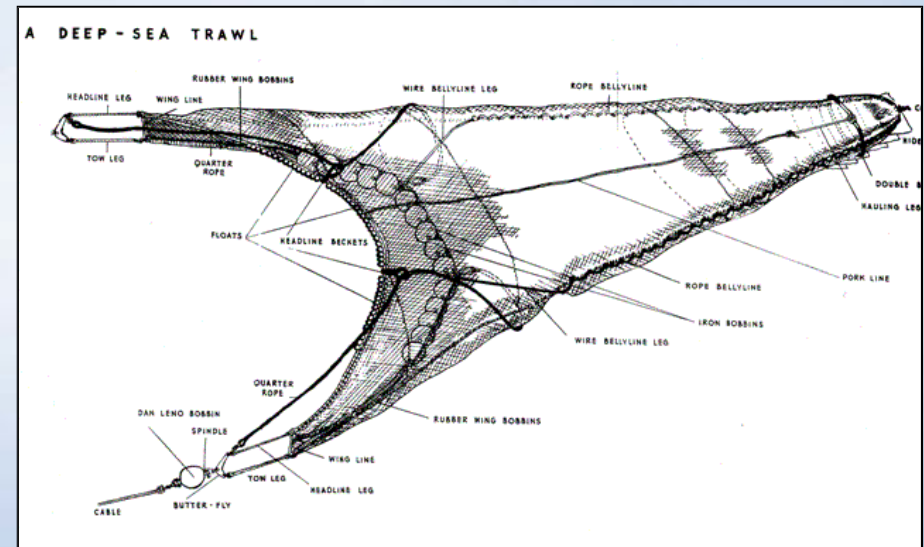 A DEEP-SEA TRAWL
RUBBER WING BOBBINS
WIRE BELLYLINE LEG
ROPE BELLYLINE
HEADLINE LEG
WING LINE
TOW LEG
QUARTER
ROPE
HIDE
DOUBLE B
HAULING LEG
FLOATS
HEADLINE BECKETS
PORK LINE
ROPE BELLYLINE
IRON BOBBINS
WIRE BELLYLINE LEG
QUARTER
ROPE
DAN LENO BOBBIN
SPINDLE
RUBBER WING BOBBINS
WING LINE
TOW LEG
HEADLINE LEG
BUTTER-FLY
CABLE